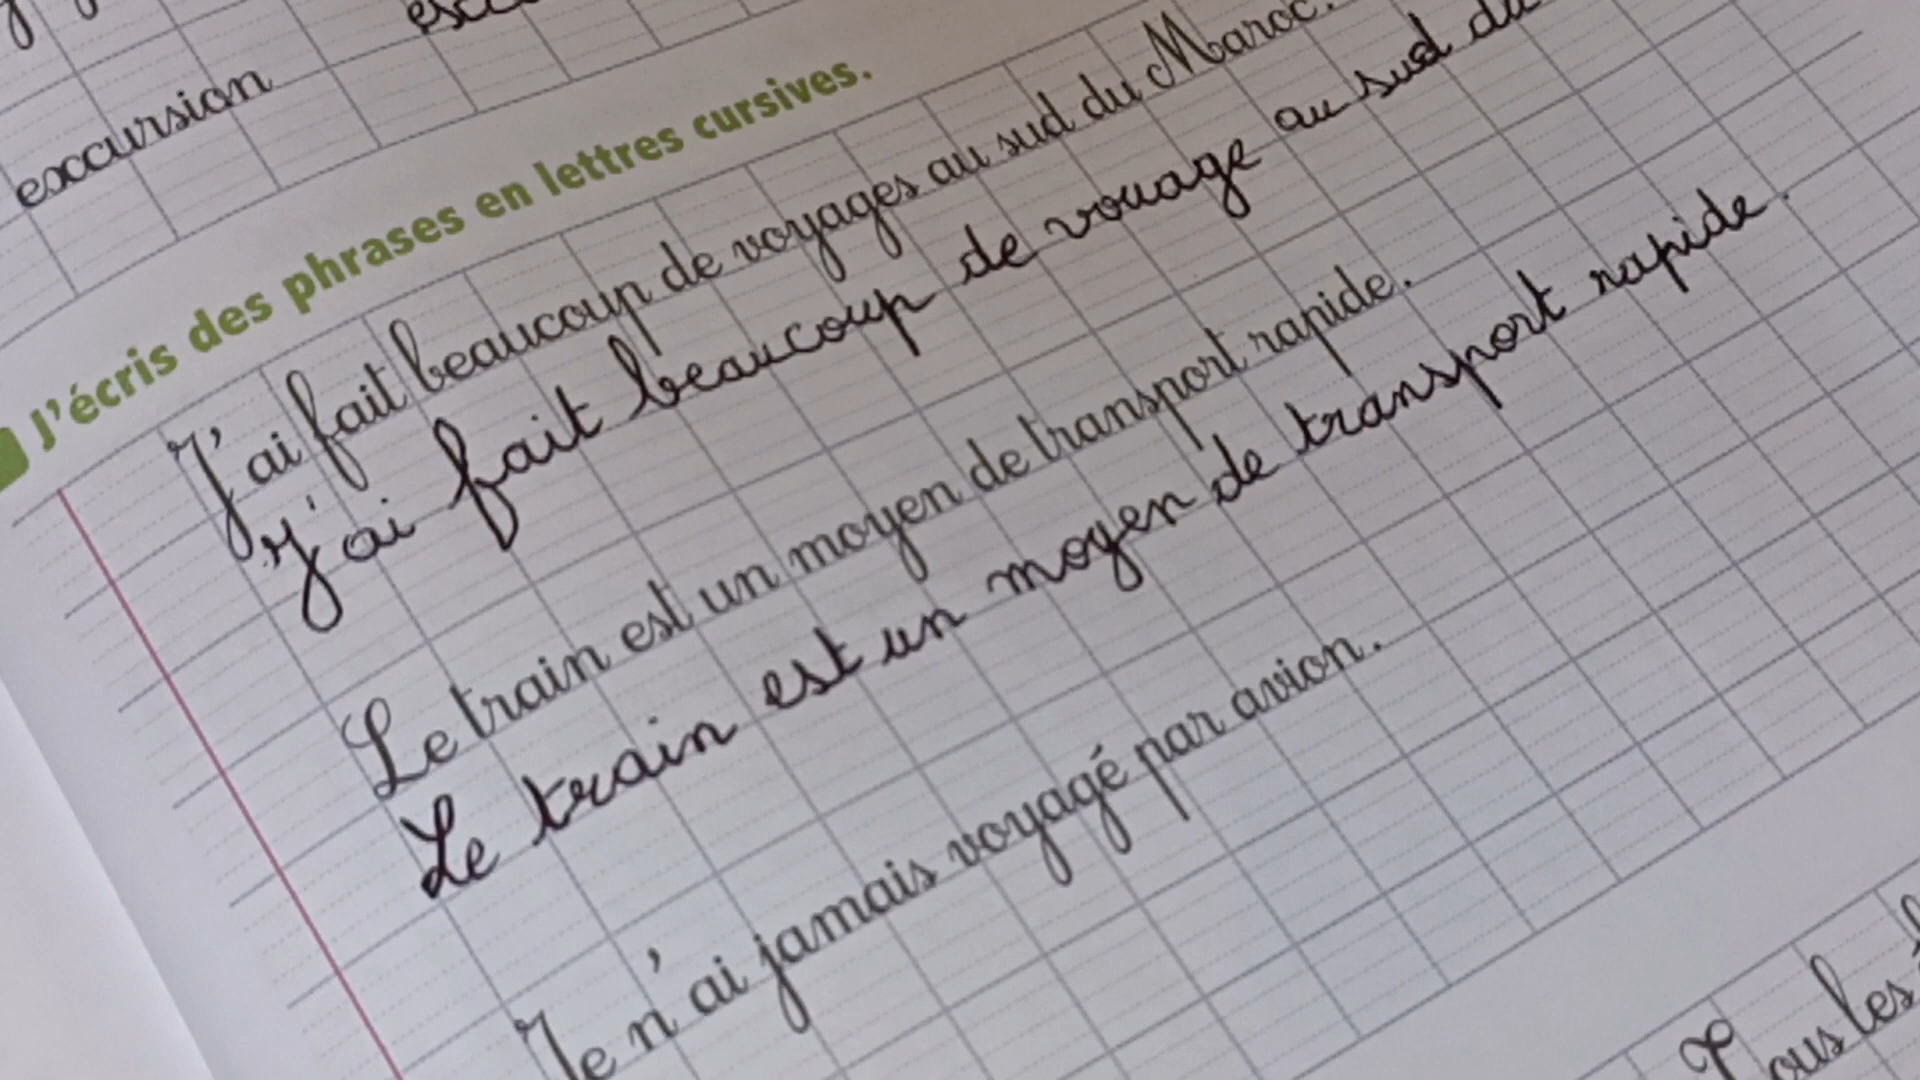 excursion
J'écris des phrases en lettres cursives.
J'ai fait beaucoup de voyages au sud du Maroc.
J'ai fait beaucoup de vouage au sud du
Le train est un moyen de transport rapide.
Le train est un moyen de transport rapide.
Je n'ai jamais voyagé par avion.
Tous les